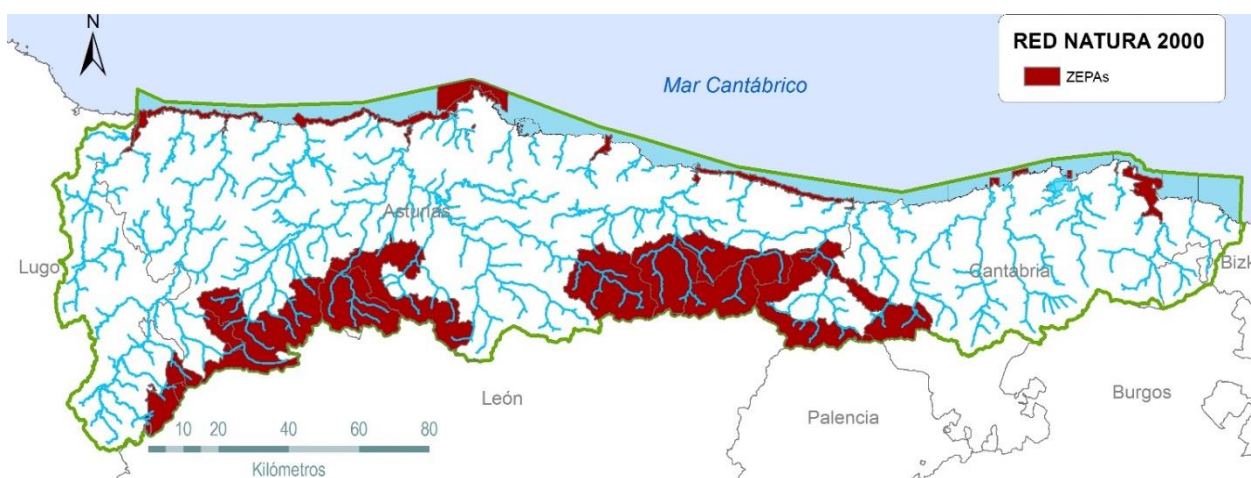 N
RED NATURA 2000
ZEPAs
Mar Cantábrico
Asturias
Lugo
Cantabria
Bizk
León
Palencia
Burgos
0 10 20 40 60 80
Kilómetros